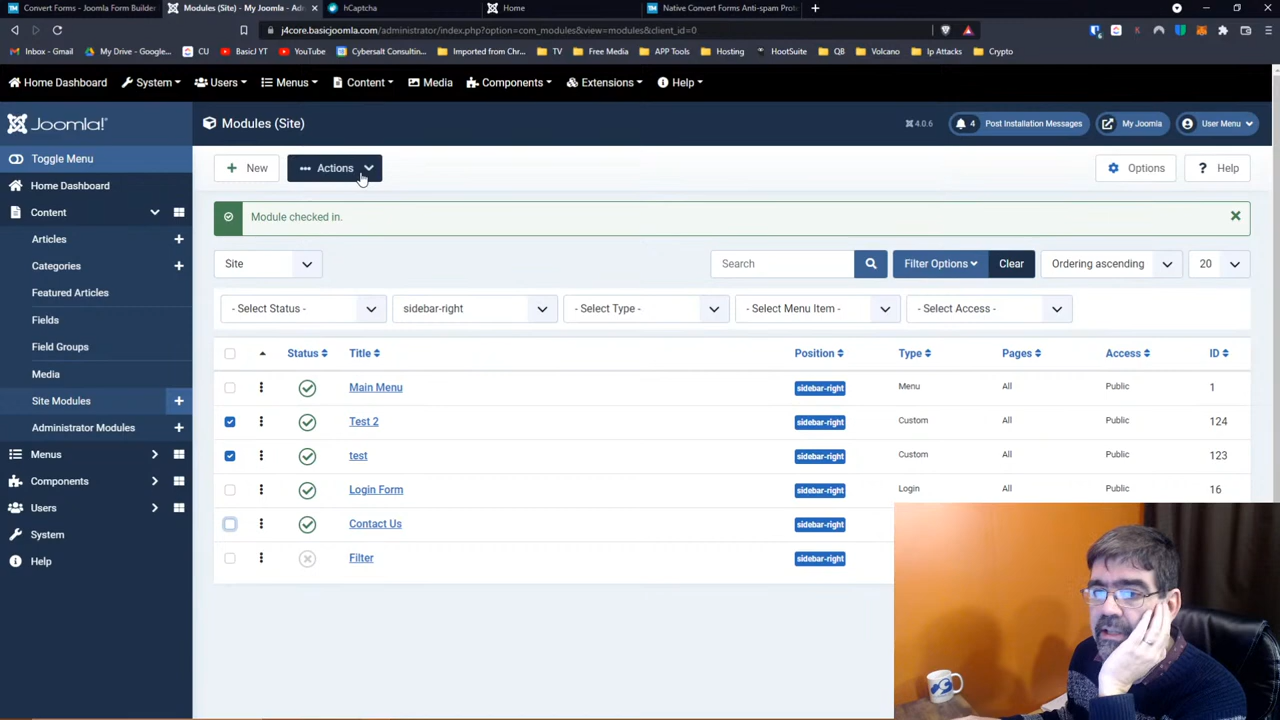 Convert Forms - Joomla Form Builder
Modules (Site) - My Joomla - Ad
hCaptcha
Home
Native Convert Forms Anti-spam Prot
j4core.basicjoomla.com/administrator/index.php?option=com_modules&view=modules&client_id=0
Inbox - Gmail
My Drive - Google...
CU
BasicJ YT
YouTube
Cybersalt Consultin...
Imported from Chr...
TV
Free Media
APP Tools
Hosting
HootSuite
QB
Volcano
Ip Attacks
Crypto
Home Dashboard
System
Users
Menus
Content
Media
Components
Extensions
Help
Joomla!
Modules (Site)
4.0.6
4 Post Installation Messages
My Joomla
User Menu
Toggle Menu
New
Actions
Options
Help
Home Dashboard
Content
Module checked in.
Articles
Categories
Site
Search
Filter Options
Clear
Ordering ascending
20
Featured Articles
- Select Status -
sidebar-right
- Select Type -
- Select Menu Item -
- Select Access -
Fields
Field Groups
Status
Title
Position
Type
Pages
Access
ID
Media
Main Menu
sidebar-right
Menu
All
Public
1
Site Modules
Administrator Modules
Test 2
sidebar-right
Custom
All
Public
124
Menus
test
sidebar-right
Custom
All
Public
123
Components
Login Form
sidebar-right
Login
All
Public
16
Users
Contact Us
sidebar-right
System
Help
Filter
sidebar-right